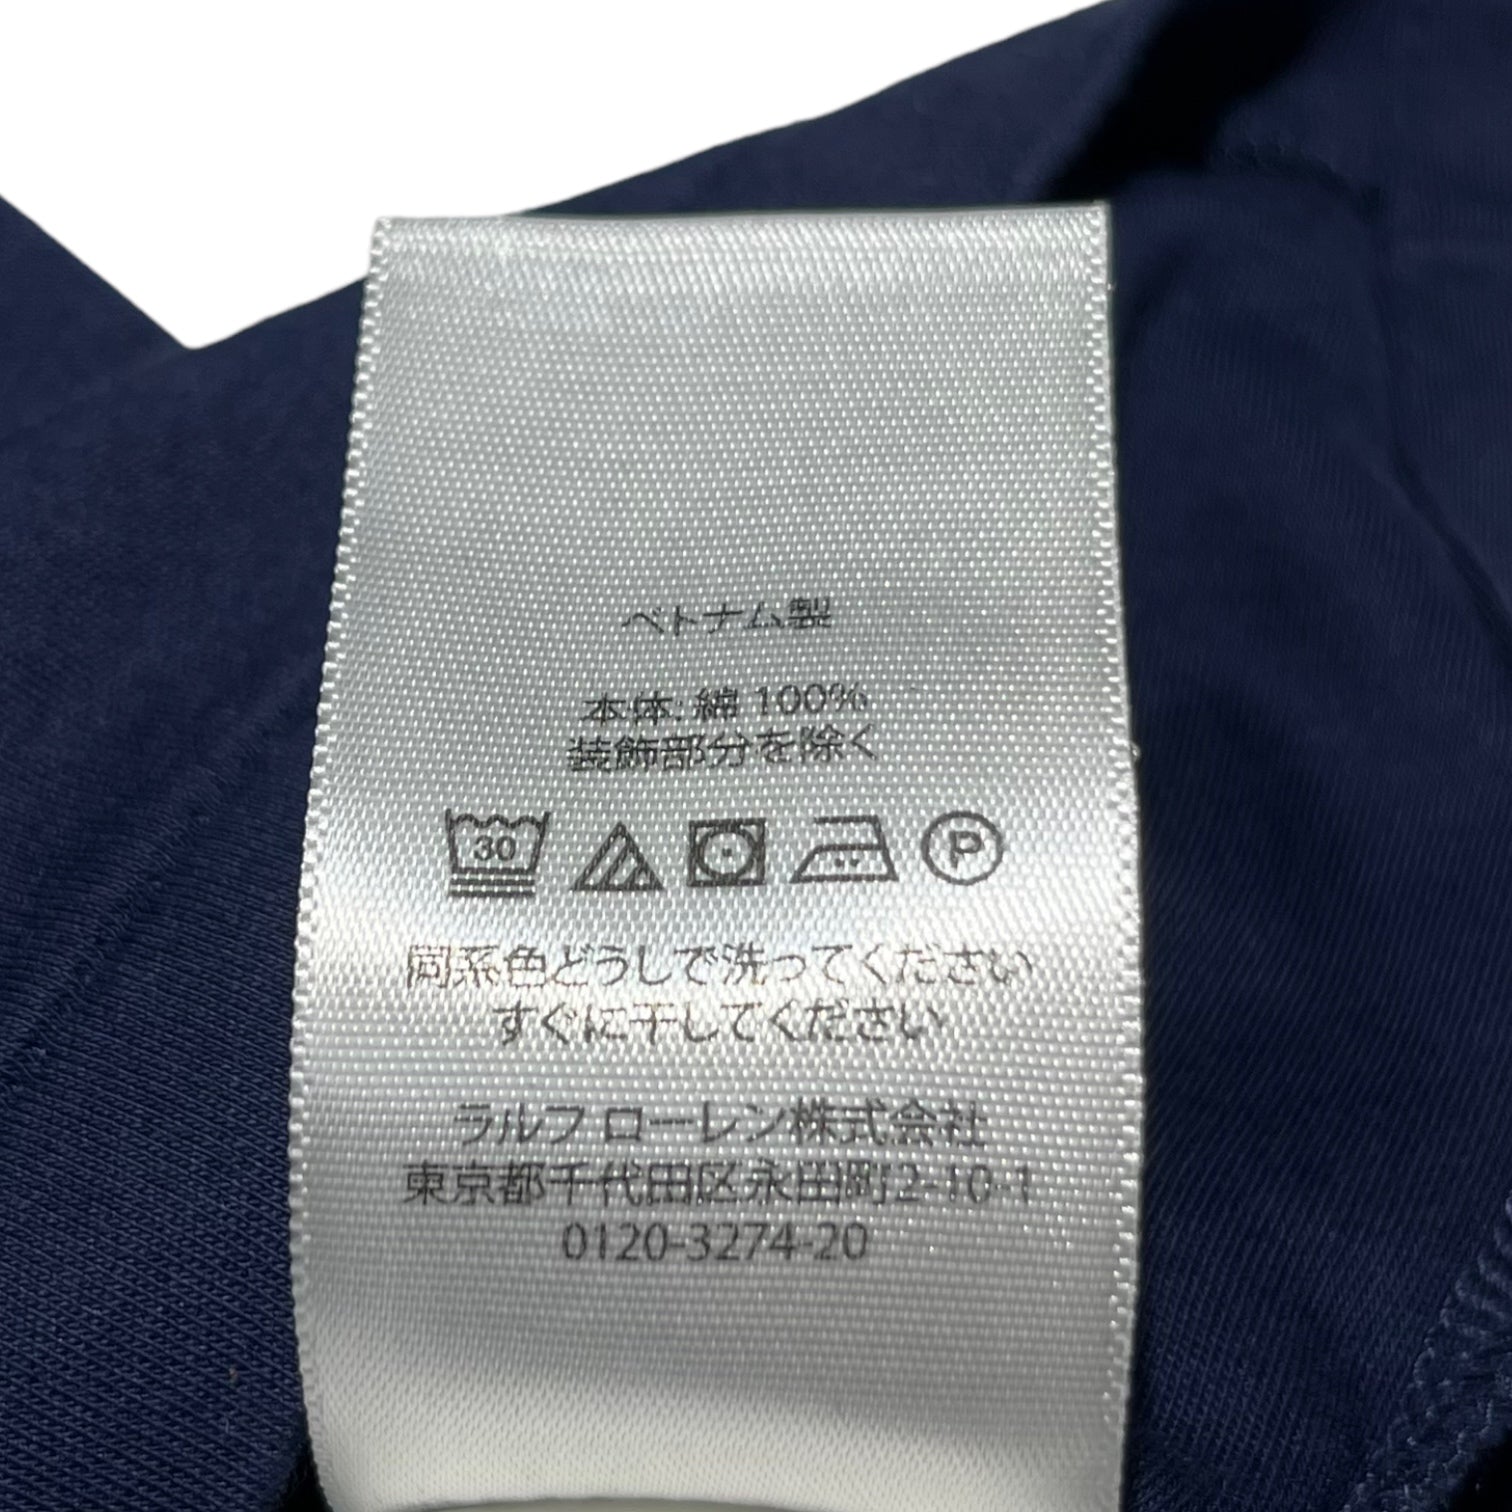 ベトナム製
本体: 綿 100%
装飾部分を除く
30
P
同系色どうしで洗ってください
すぐに干してください
ラルフ ローレン株式会社
東京都千代田区永田町2-10-1
0120-3274-20